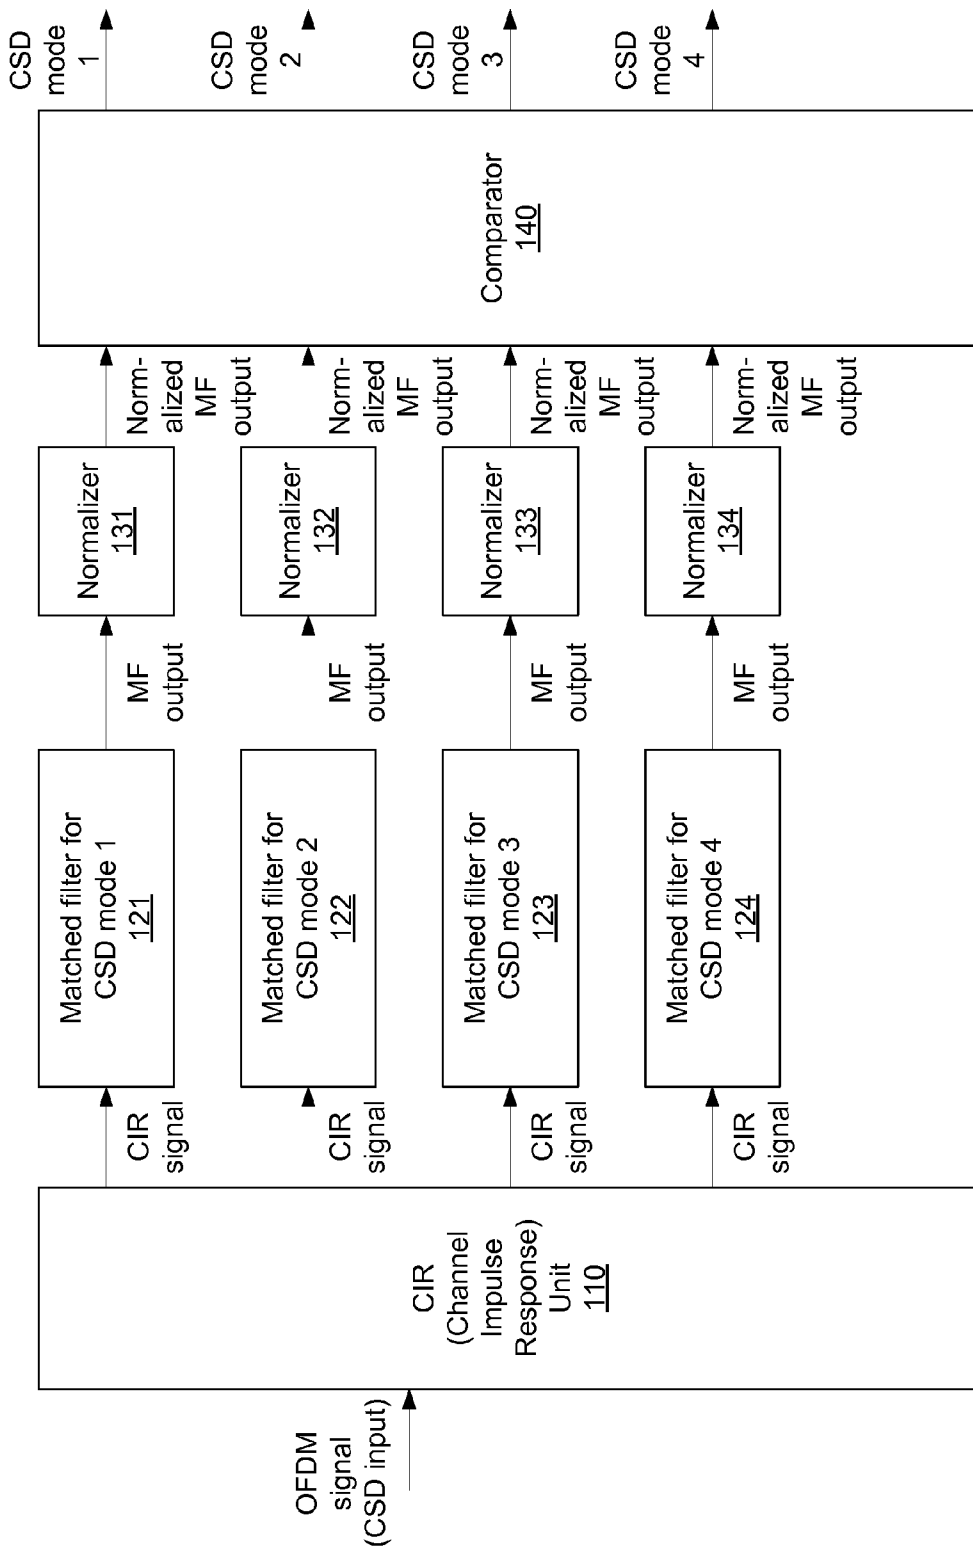 OFDM
signal
(CSD input)
CIR
(Channel
Impulse
Response)
Unit
110
CIR
signal
CIR
signal
CIR
signal
CIR
signal
Matched filter for
CSD mode 1
121
Matched filter for
CSD mode 2
122
Matched filter for
CSD mode 3
123
Matched filter for
CSD mode 4
124
MF
output
MF
output
MF
output
MF
output
Normalizer
131
Normalizer
132
Normalizer
133
Normalizer
134
Norm-
alized
MF
output
Norm-
alized
MF
output
Norm-
alized
MF
output
Norm-
alized
MF
output
Comparator
140
CSD
mode
1
CSD
mode
2
CSD
mode
3
CSD
mode
4